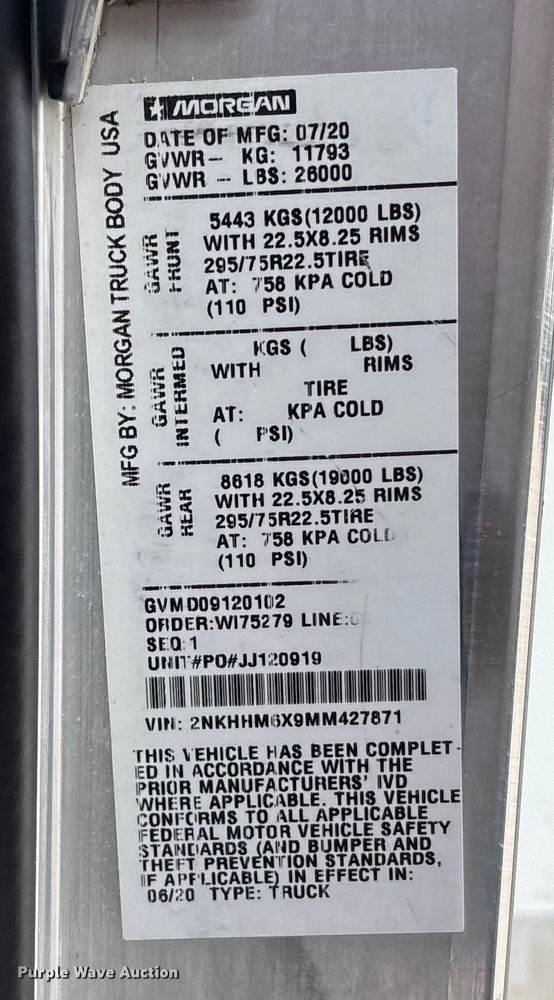 MORGAN
MFG BY: MORGAN TRUCK BODY USA
DATE OF MFG: 07/20
GVWR - KG: 11793
GVWR - LBS: 26000
GAWR
FRONT
5443 KGS(12000 LBS)
WITH 22.5X8.25 RIMS
295/75R22.5TIRE
AT: 758 KPA COLD
(110 PSI)
GAWR
INTERMED
KGS ( LBS)
WITH RIMS
TIRE
AT: KPA COLD
( PSI)
GAWR
REAR
8618 KGS(19000 LBS)
WITH 22.5X8.25 RIMS
295/75R22.5TIRE
AT: 758 KPA COLD
(110 PSI)
GVMD09120102
ORDER:WI75279 LINE:
SEQ:1
UNIT#PO#JJ120919
VIN: 2NKHHM6X9MM427871
THIS VEHICLE HAS BEEN COMPLET-
ED IN ACCORDANCE WITH THE
PRIOR MANUFACTURERS' IVD
WHERE APPLICABLE. THIS VEHICLE
CONFORMS TO ALL APPLICABLE
FEDERAL MOTOR VEHICLE SAFETY
STANDARDS (AND BUMPER AND
THEFT PREVENTION STANDARDS,
IF APPLICABLE) IN EFFECT IN:
06/20 TYPE: TRUCK
Purple Wave Auction